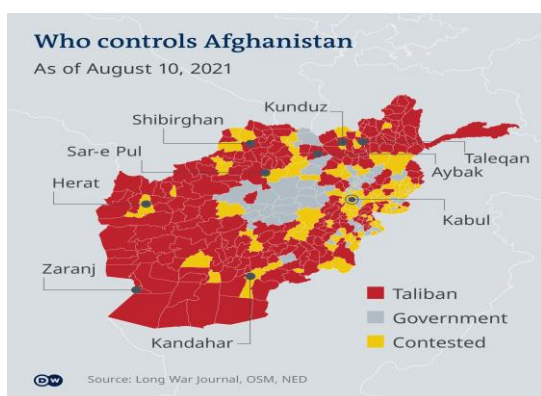 Who controls Afghanistan
As of August 10, 2021
Kunduz
Shibirghan
Sar-e Pul
Taleqan
Aybak
Herat
Kabul
Zaranj
Taliban
Government
Contested
Kandahar
DW
Source: Long War Journal, OSM, NED